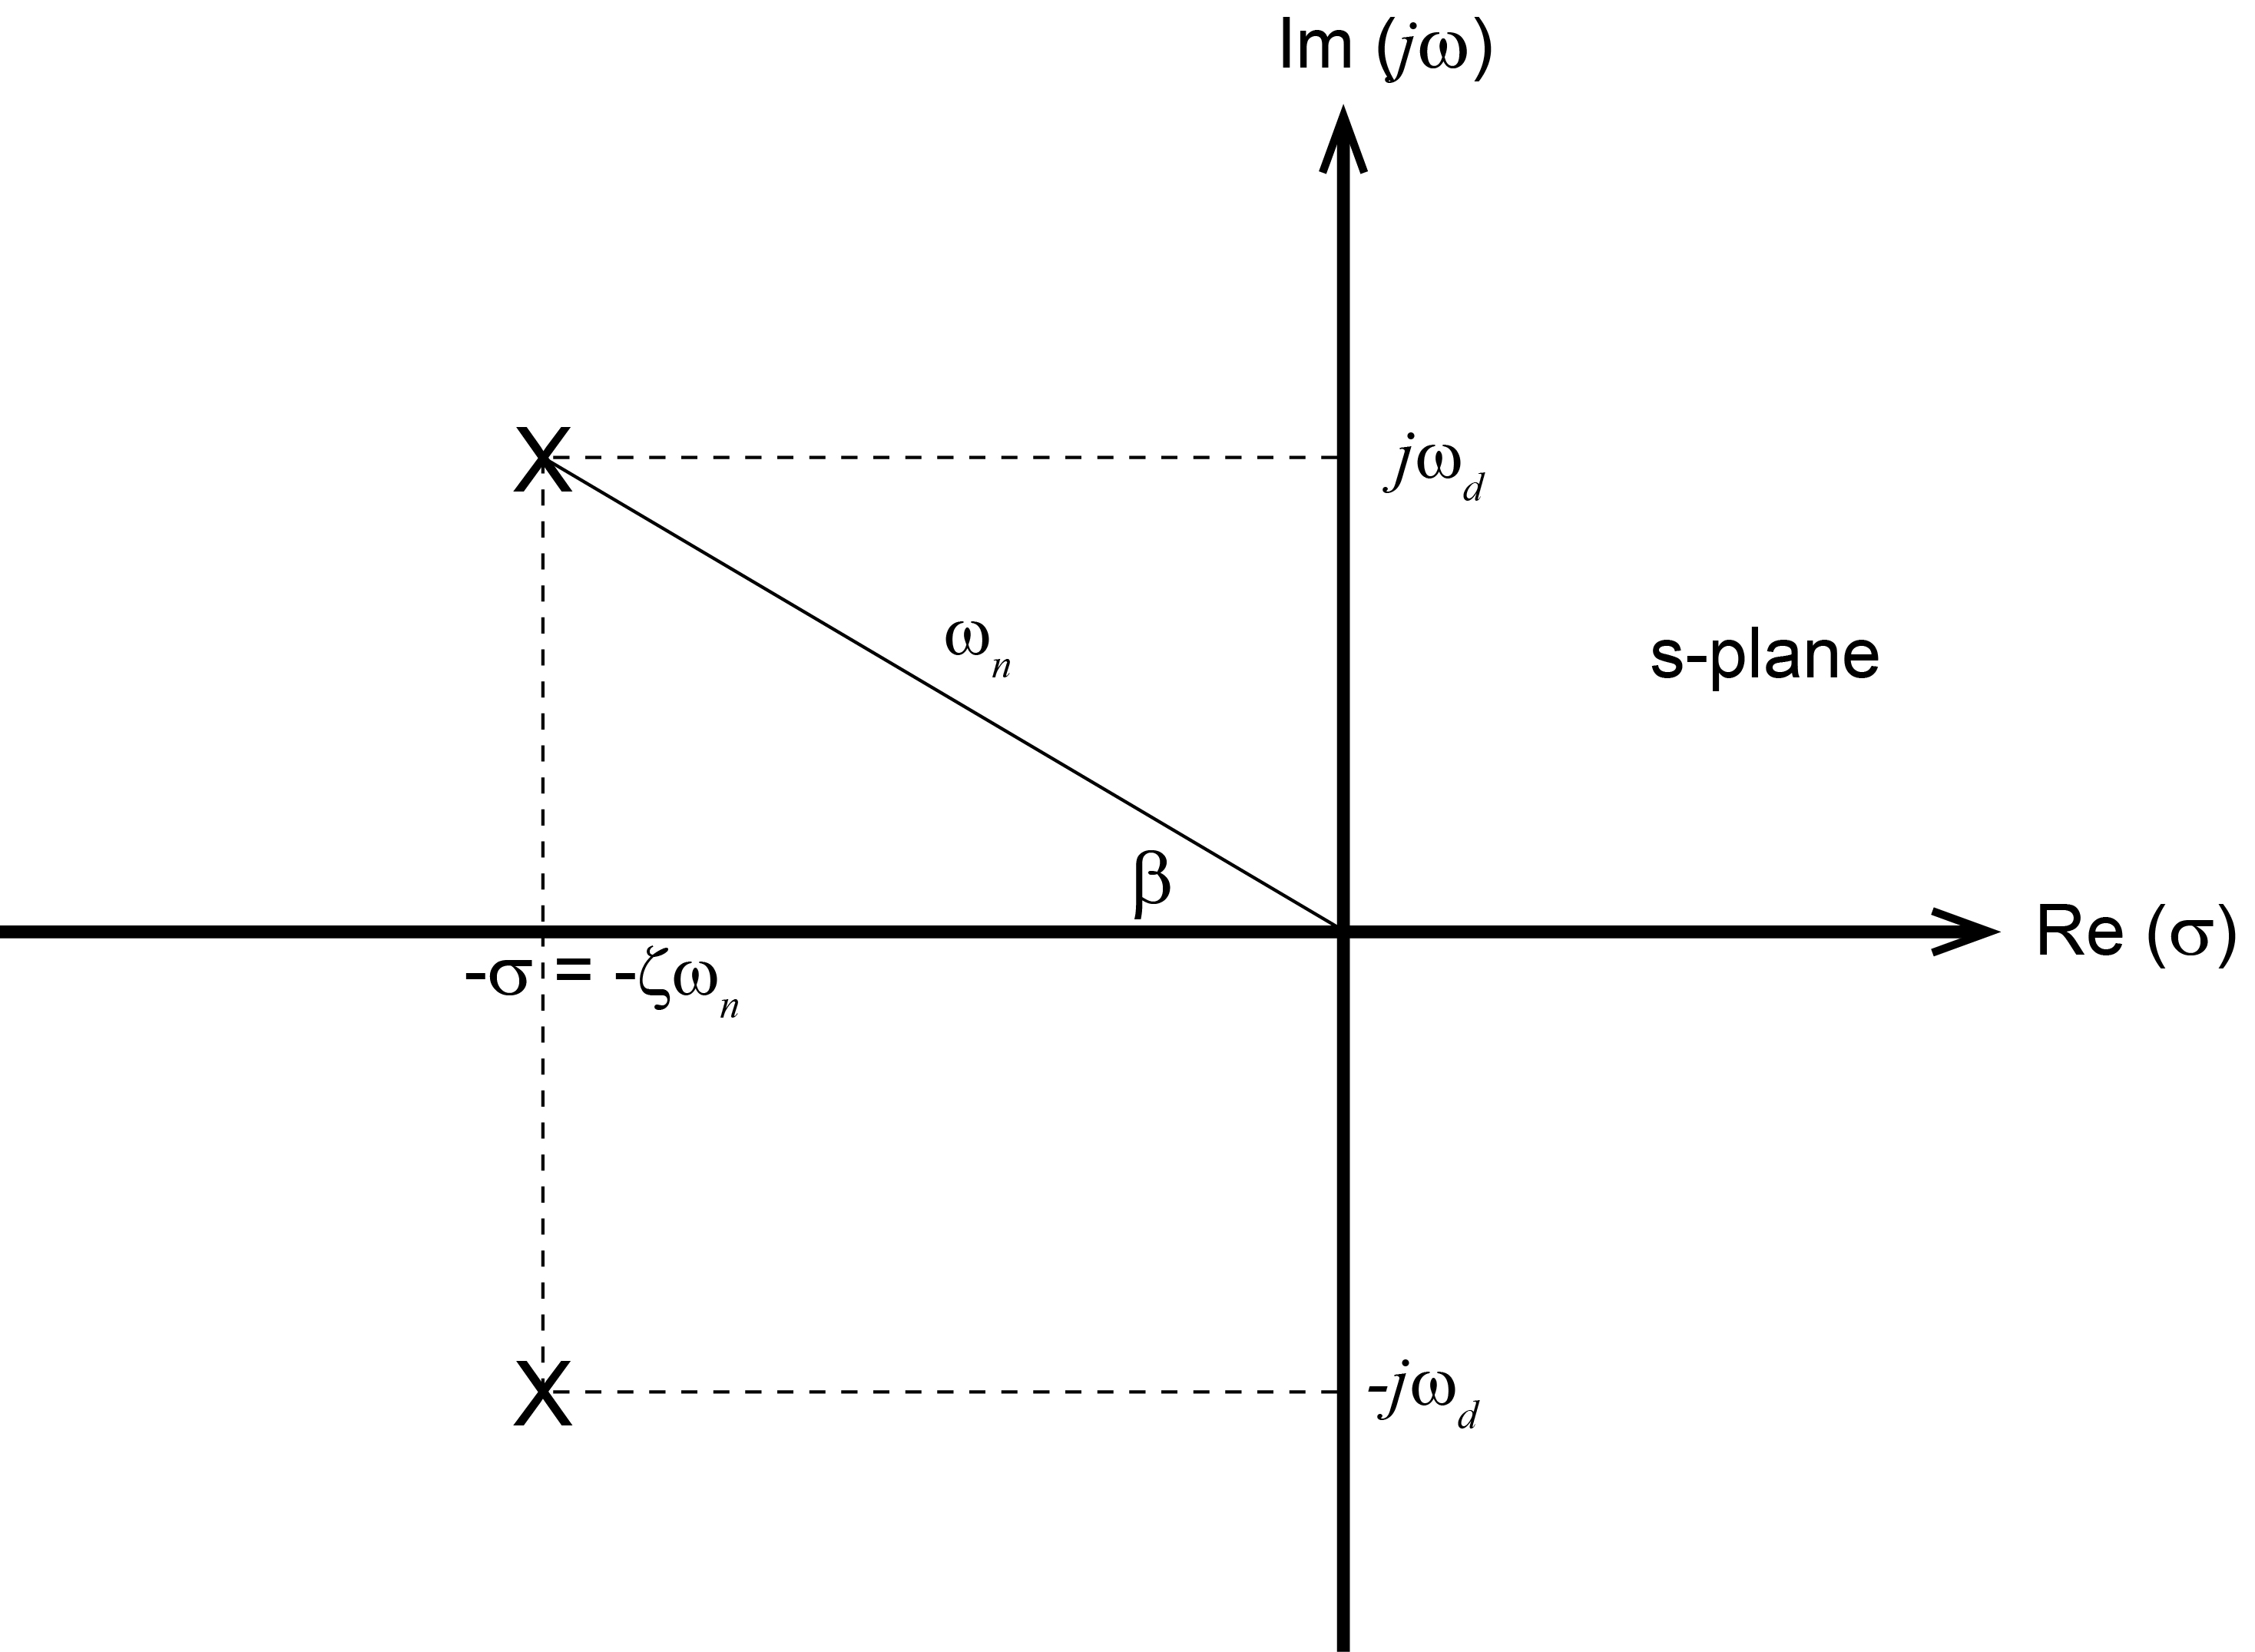 Im (jω)
X
jω_d
ω_n
s-plane
β
Re (σ)
-σ = -ζω_n
X
-jω_d